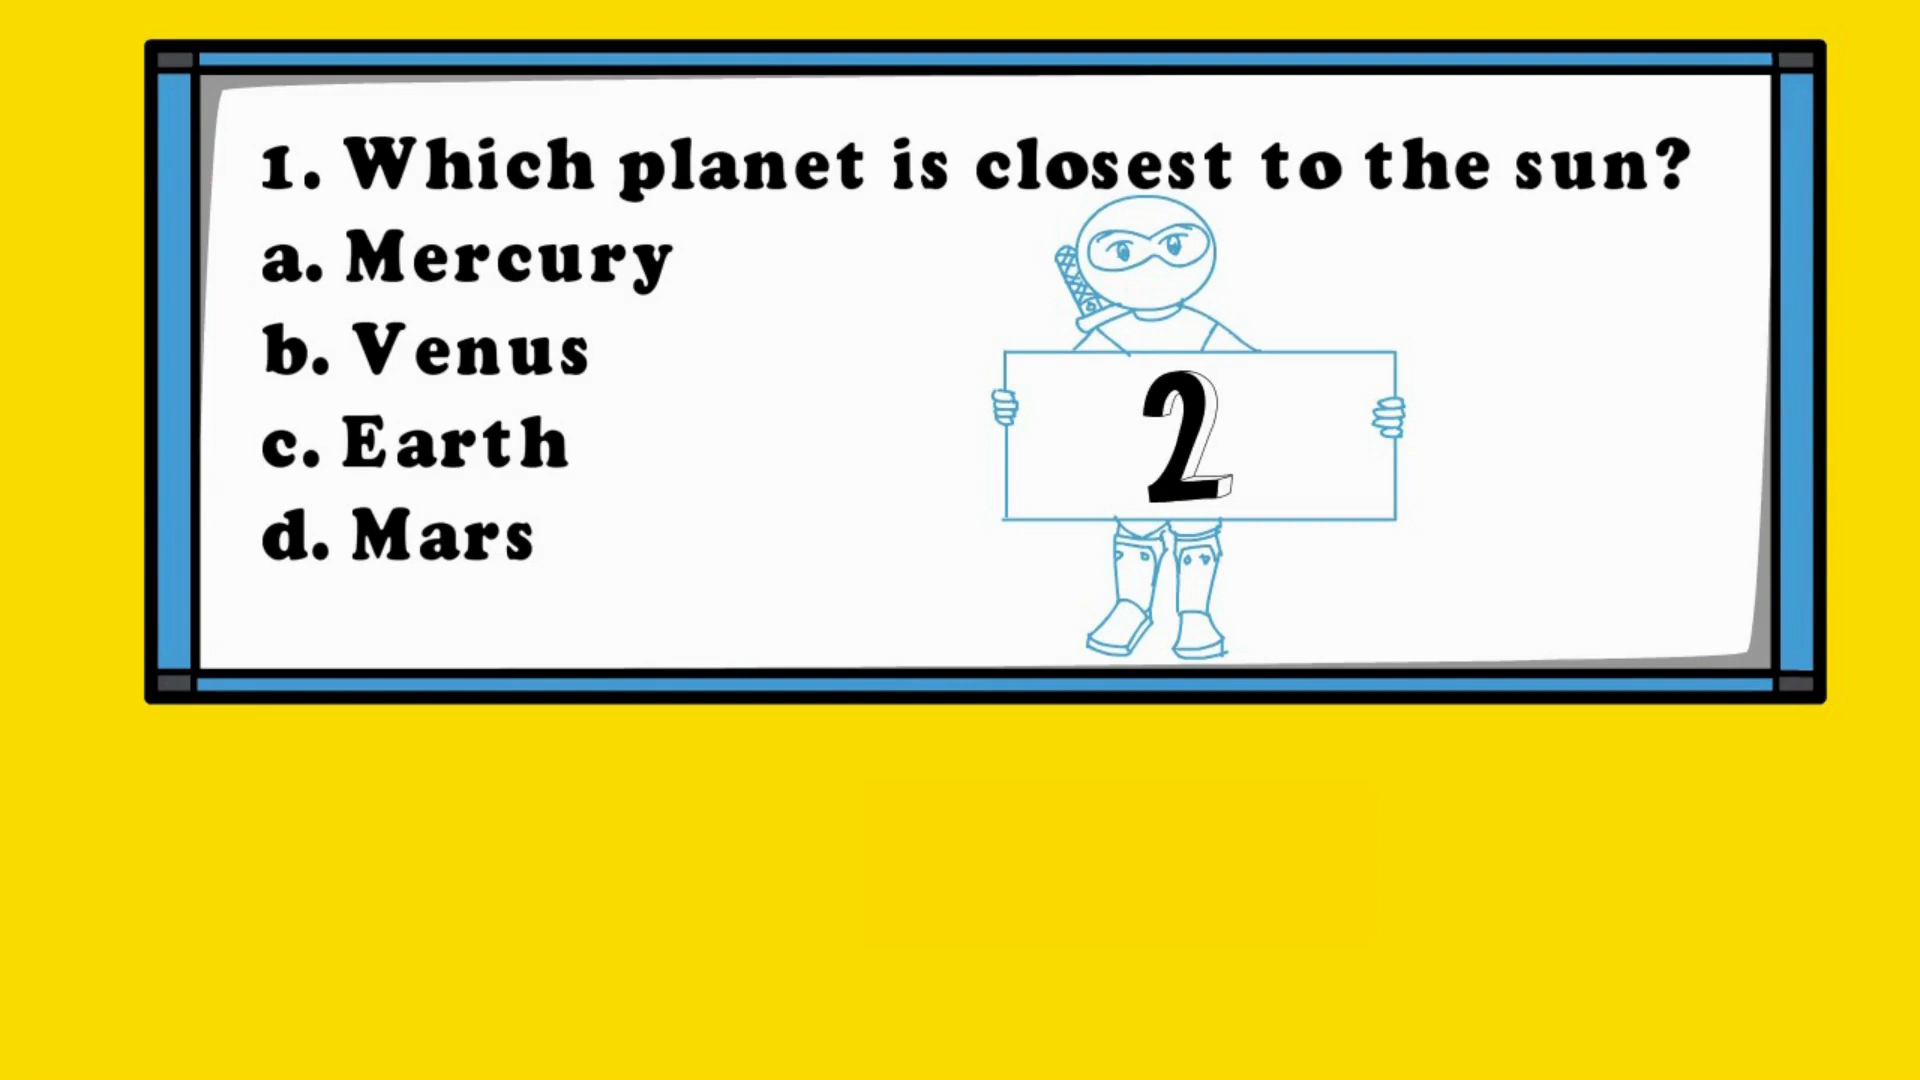 1. Which planet is closest to the sun?
a. Mercury
b. Venus
c. Earth
d. Mars
2